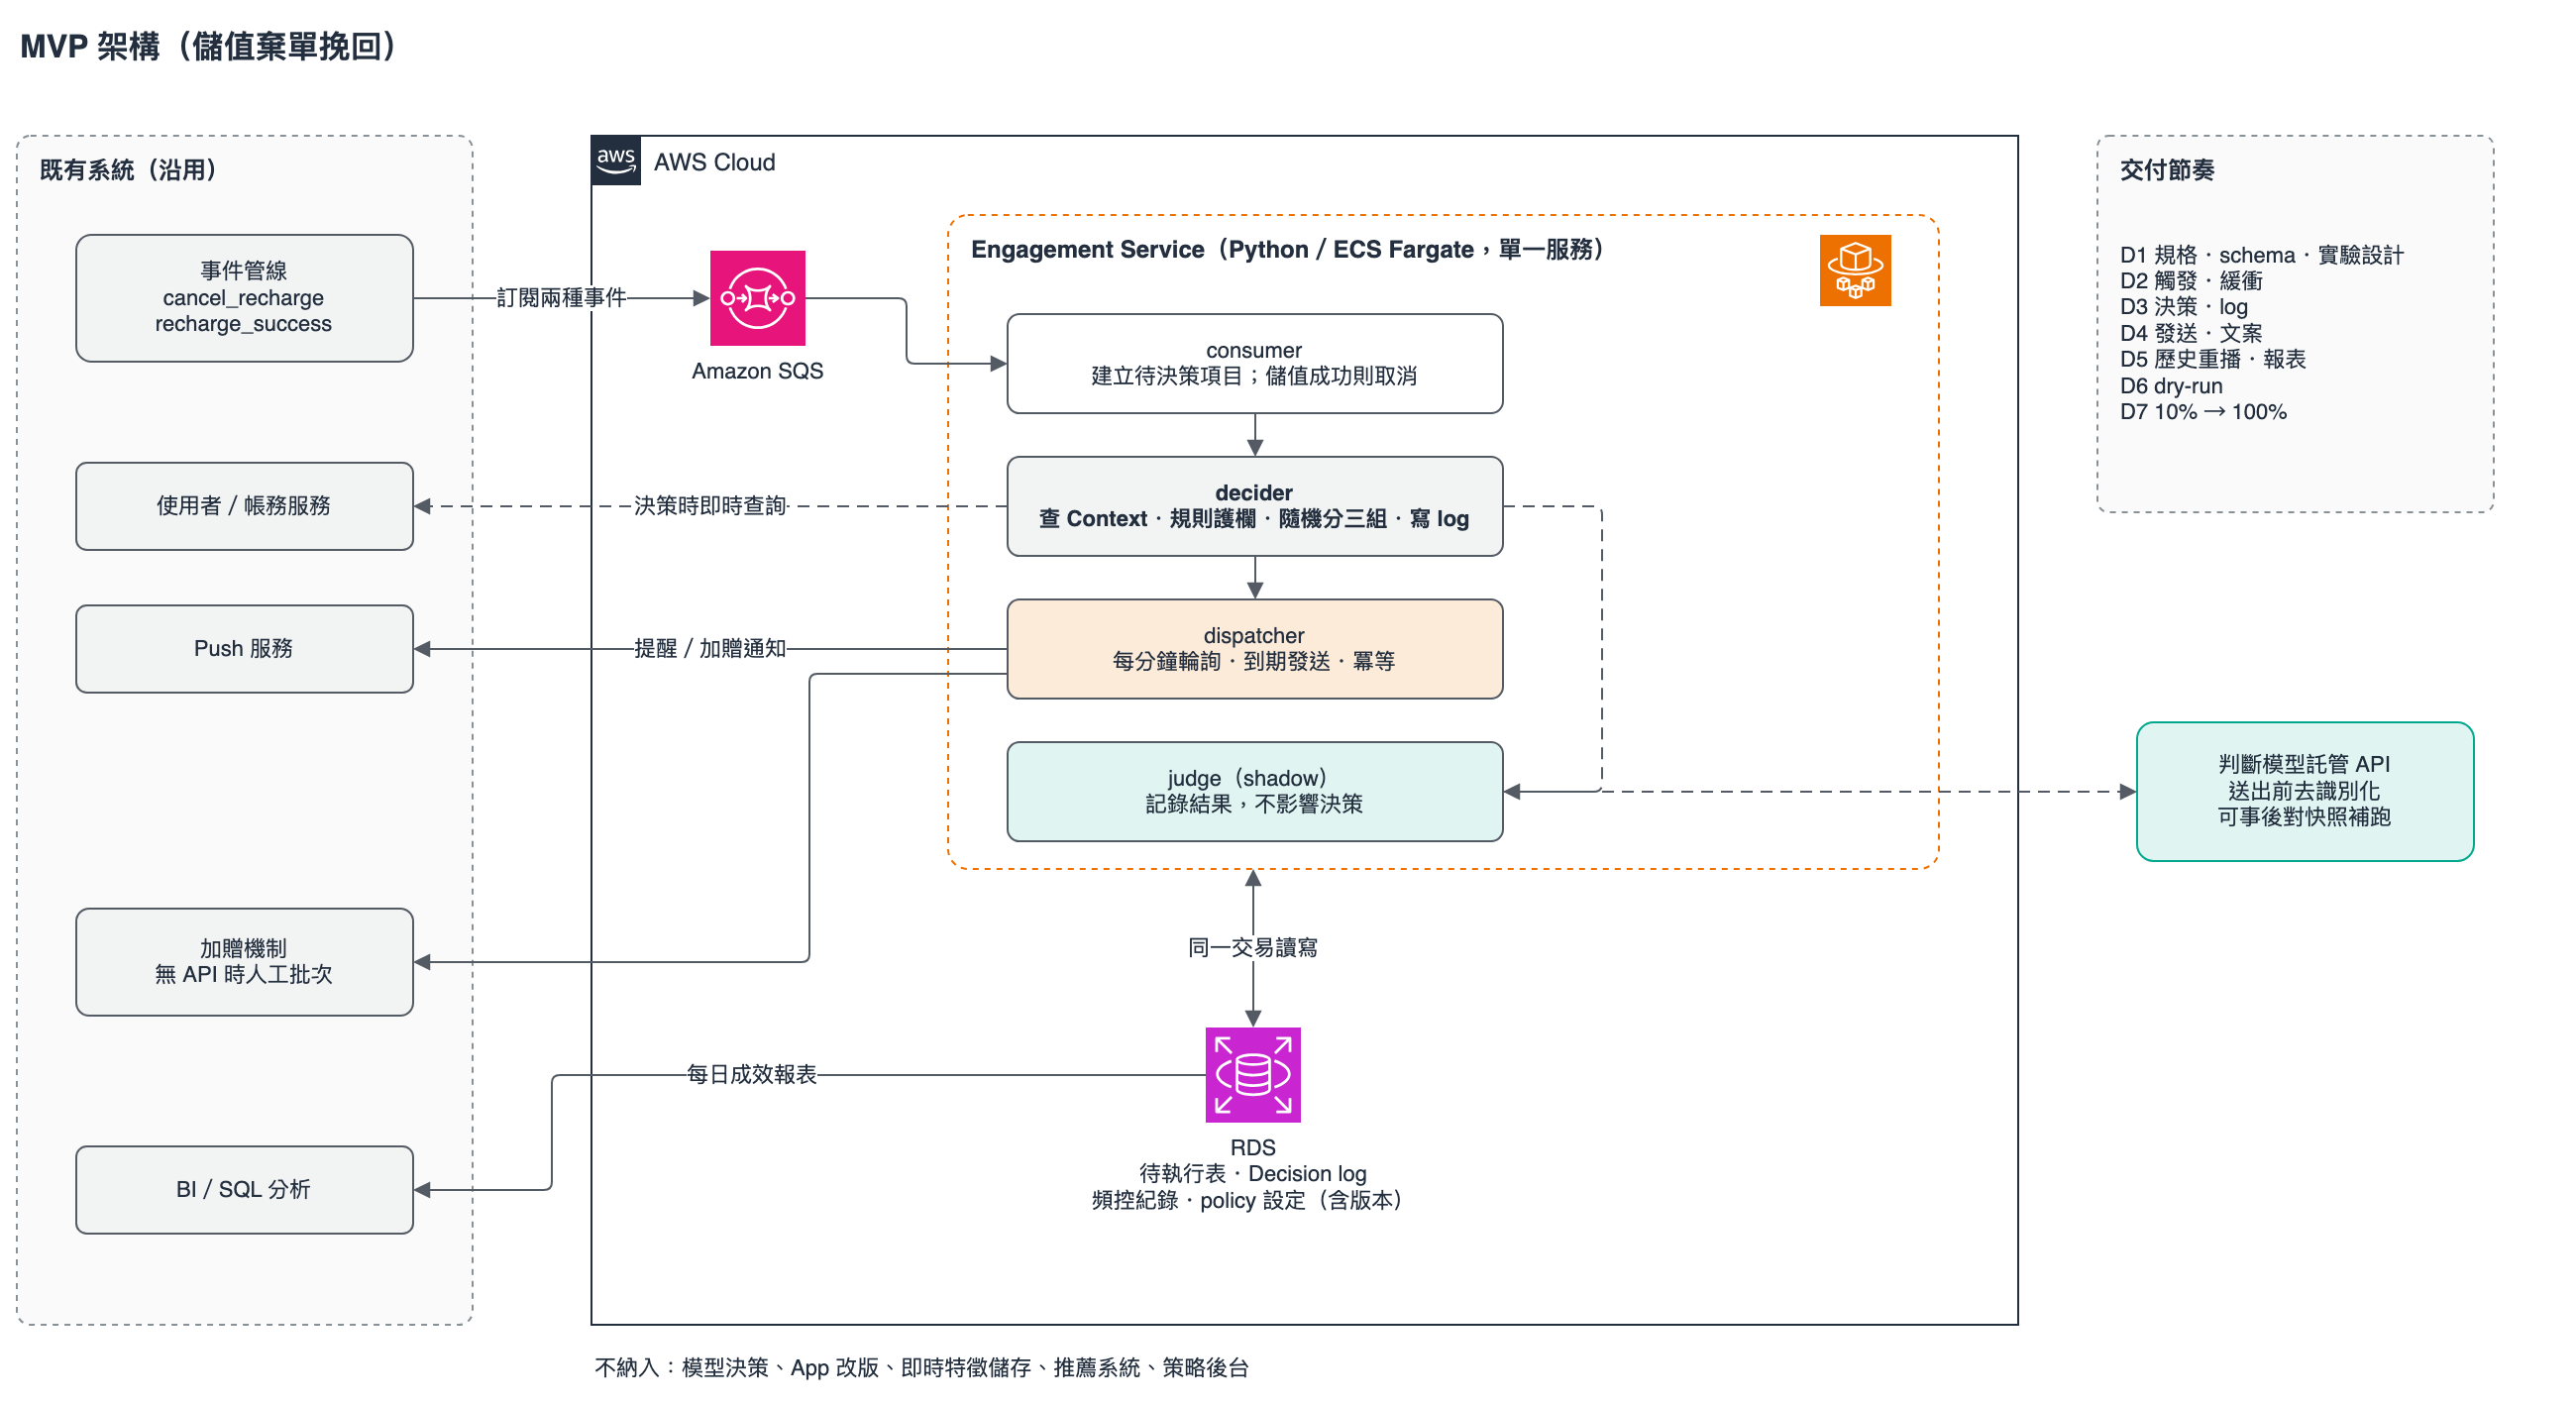 MVP 架構（儲值棄單挽回）
既有系統（沿用）
事件管線
cancel_recharge
recharge_success
使用者 / 帳務服務
Push 服務
加贈機制
無 API 時人工批次
BI / SQL 分析
訂閱兩種事件
決策時即時查詢
提醒 / 加贈通知
每日成效報表
aws
AWS Cloud
Amazon SQS
Engagement Service（Python / ECS Fargate，單一服務）
consumer
建立待決策項目；儲值成功則取消
decider
查 Context · 規則護欄 · 隨機分三組 · 寫 log
dispatcher
每分鐘輪詢 · 到期發送 · 冪等
judge（shadow）
記錄結果，不影響決策
同一交易讀寫
RDS
待執行表 · Decision log
頻控紀錄 · policy 設定（含版本）
交付節奏
D1 規格 · schema · 實驗設計
D2 觸發 · 緩衝
D3 決策 · log
D4 發送 · 文案
D5 歷史重播 · 報表
D6 dry-run
D7 10% → 100%
判斷模型託管 API
送出前去識別化
可事後對快照補跑
不納入：模型決策、App 改版、即時特徵儲存、推薦系統、策略後台